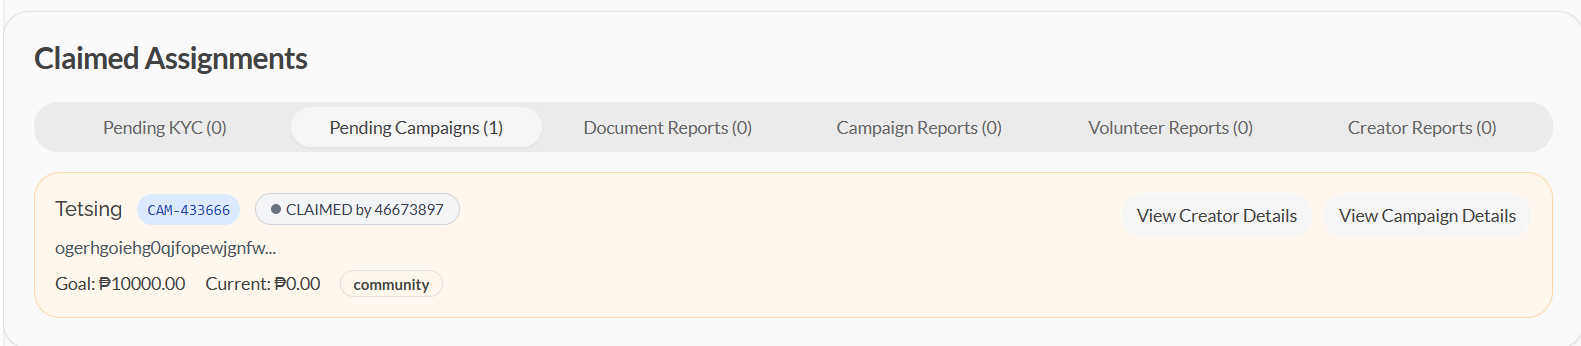 Claimed Assignments
Pending KYC (0) Pending Campaigns (1) Document Reports (0) Campaign Reports (0) Volunteer Reports (0) Creator Reports (0)
Tetsing CAM-433666 CLAIMED by 46673897 View Creator Details View Campaign Details
ogerhgoiehg0qjfopewjgnfw...
Goal: ₱10000.00 Current: ₱0.00 community